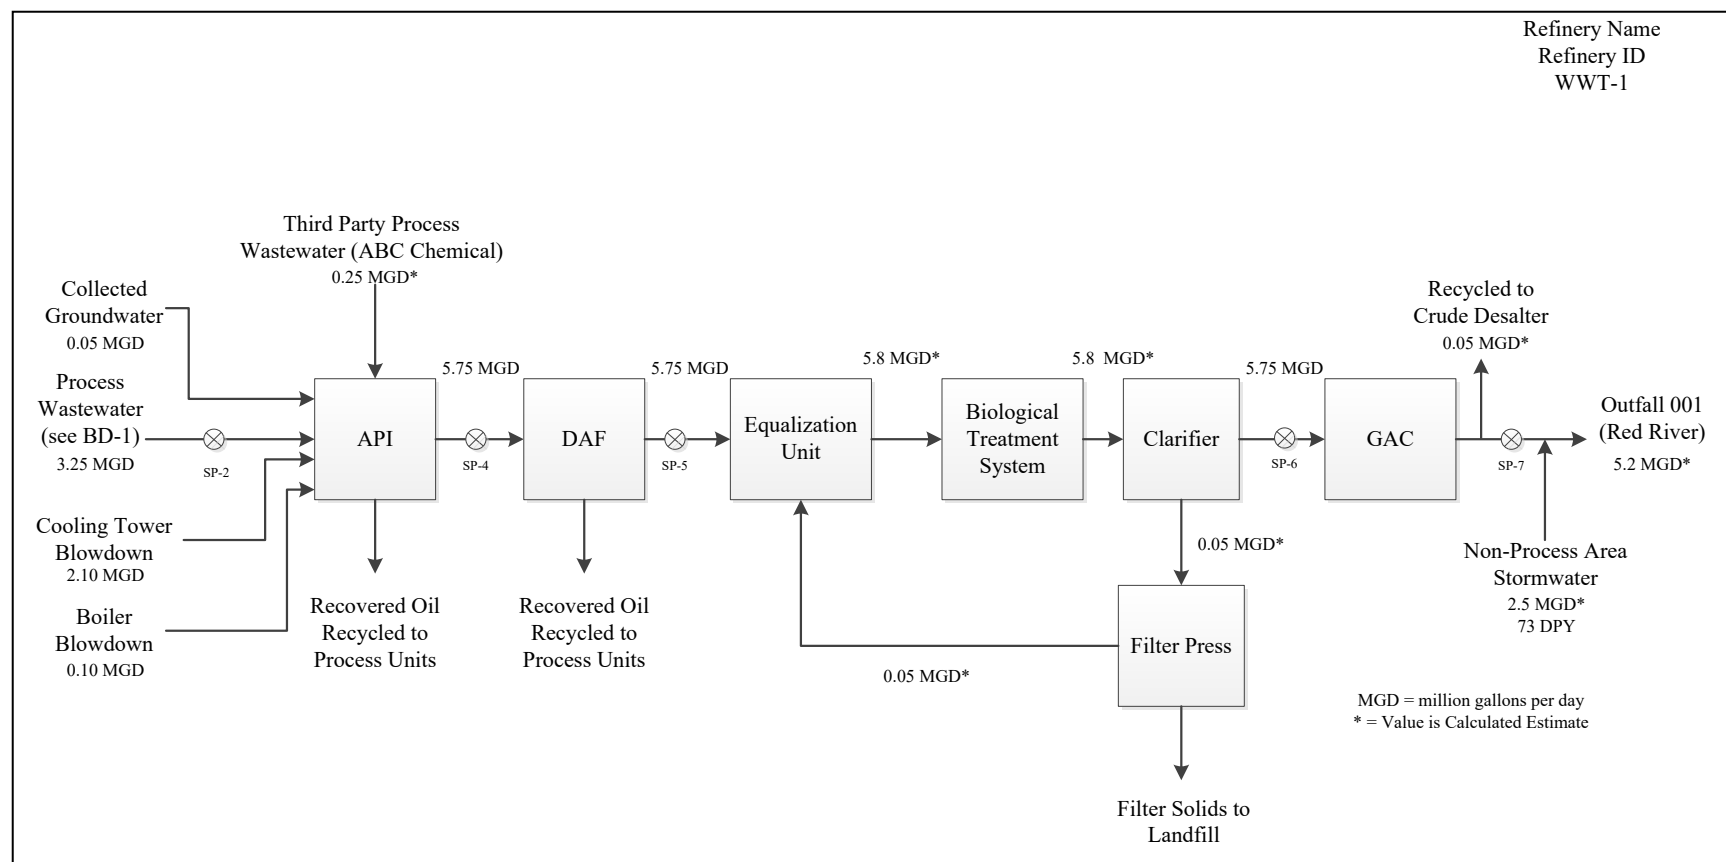 Refinery Name
Refinery ID
WWT-1
Third Party Process
Wastewater (ABC Chemical)
0.25 MGD*
Collected
Groundwater
0.05 MGD
Process
Wastewater
(see BD-1)
3.25 MGD
SP-2
Cooling Tower
Blowdown
2.10 MGD
Boiler
Blowdown
0.10 MGD
API
Recovered Oil
Recycled to
Process Units
5.75 MGD
SP-4
DAF
Recovered Oil
Recycled to
Process Units
5.75 MGD
SP-5
Equalization
Unit
5.8 MGD*
Biological
Treatment
System
5.8 MGD*
Clarifier
0.05 MGD*
Filter Press
0.05 MGD*
Filter Solids to
Landfill
5.75 MGD
SP-6
GAC
Recycled to
Crude Desalter
0.05 MGD*
SP-7
Outfall 001
(Red River)
5.2 MGD*
Non-Process Area
Stormwater
2.5 MGD*
73 DPY
MGD = million gallons per day
* = Value is Calculated Estimate